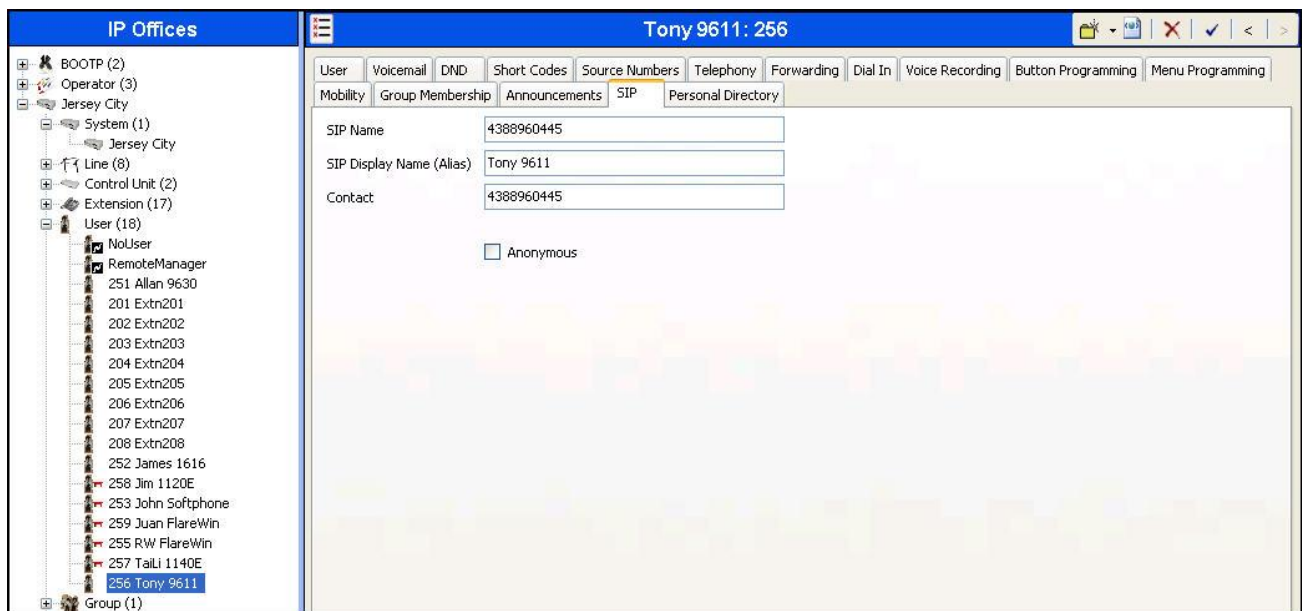 IP Offices
BOOTP (2)
Operator (3)
Jersey City
System (1)
Jersey City
Line (8)
Control Unit (2)
Extension (17)
User (18)
NoUser
RemoteManager
251 Allan 9630
201 Extn201
202 Extn202
203 Extn203
204 Extn204
205 Extn205
206 Extn206
207 Extn207
208 Extn208
252 James 1616
258 Jim 1120E
253 John Softphone
259 Juan FlareWin
255 RW FlareWin
257 TaiLi 1140E
256 Tony 9611
Group (1)
Tony 9611: 256
User Voicemail DND Short Codes Source Numbers Telephony Forwarding Dial In Voice Recording Button Programming Menu Programming
Mobility Group Membership Announcements SIP Personal Directory
SIP Name 4388960445
SIP Display Name (Alias) Tony 9611
Contact 4388960445
Anonymous